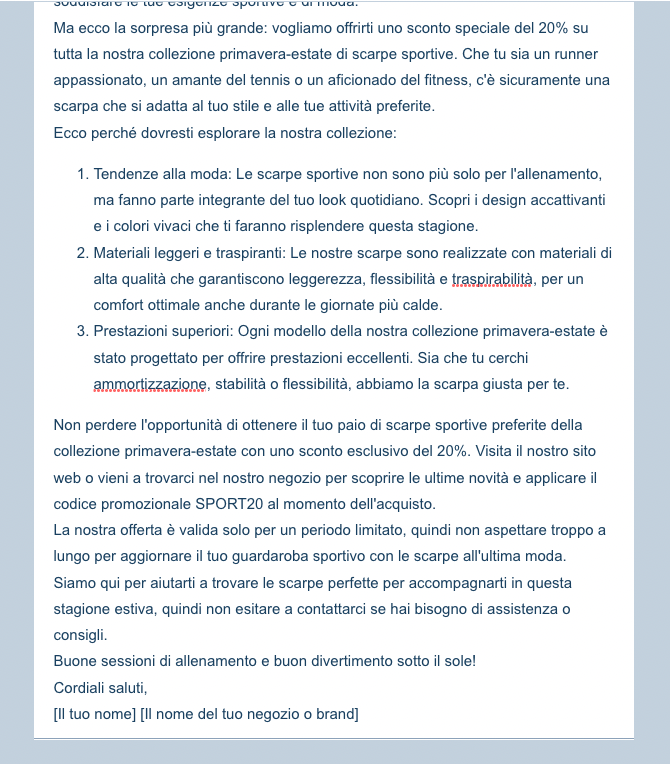 soddisfare le tue esigenze sportive e di moda.
Ma ecco la sorpresa più grande: vogliamo offrirti uno sconto speciale del 20% su
tutta la nostra collezione primavera-estate di scarpe sportive. Che tu sia un runner
appassionato, un amante del tennis o un aficionado del fitness, c'è sicuramente una
scarpa che si adatta al tuo stile e alle tue attività preferite.
Ecco perché dovresti esplorare la nostra collezione:
1. Tendenze alla moda: Le scarpe sportive non sono più solo per l'allenamento,
ma fanno parte integrante del tuo look quotidiano. Scopri i design accattivanti
e i colori vivaci che ti faranno risplendere questa stagione.
2. Materiali leggeri e traspiranti: Le nostre scarpe sono realizzate con materiali di
alta qualità che garantiscono leggerezza, flessibilità e traspirabilità, per un
comfort ottimale anche durante le giornate più calde.
3. Prestazioni superiori: Ogni modello della nostra collezione primavera-estate è
stato progettato per offrire prestazioni eccellenti. Sia che tu cerchi
ammortizzazione, stabilità o flessibilità, abbiamo la scarpa giusta per te.
Non perdere l'opportunità di ottenere il tuo paio di scarpe sportive preferite della
collezione primavera-estate con uno sconto esclusivo del 20%. Visita il nostro sito
web o vieni a trovarci nel nostro negozio per scoprire le ultime novità e applicare il
codice promozionale SPORT20 al momento dell'acquisto.
La nostra offerta è valida solo per un periodo limitato, quindi non aspettare troppo a
lungo per aggiornare il tuo guardaroba sportivo con le scarpe all'ultima moda.
Siamo qui per aiutarti a trovare le scarpe perfette per accompagnarti in questa
stagione estiva, quindi non esitare a contattarci se hai bisogno di assistenza o
consigli.
Buone sessioni di allenamento e buon divertimento sotto il sole!
Cordiali saluti,
[Il tuo nome] [Il nome del tuo negozio o brand]